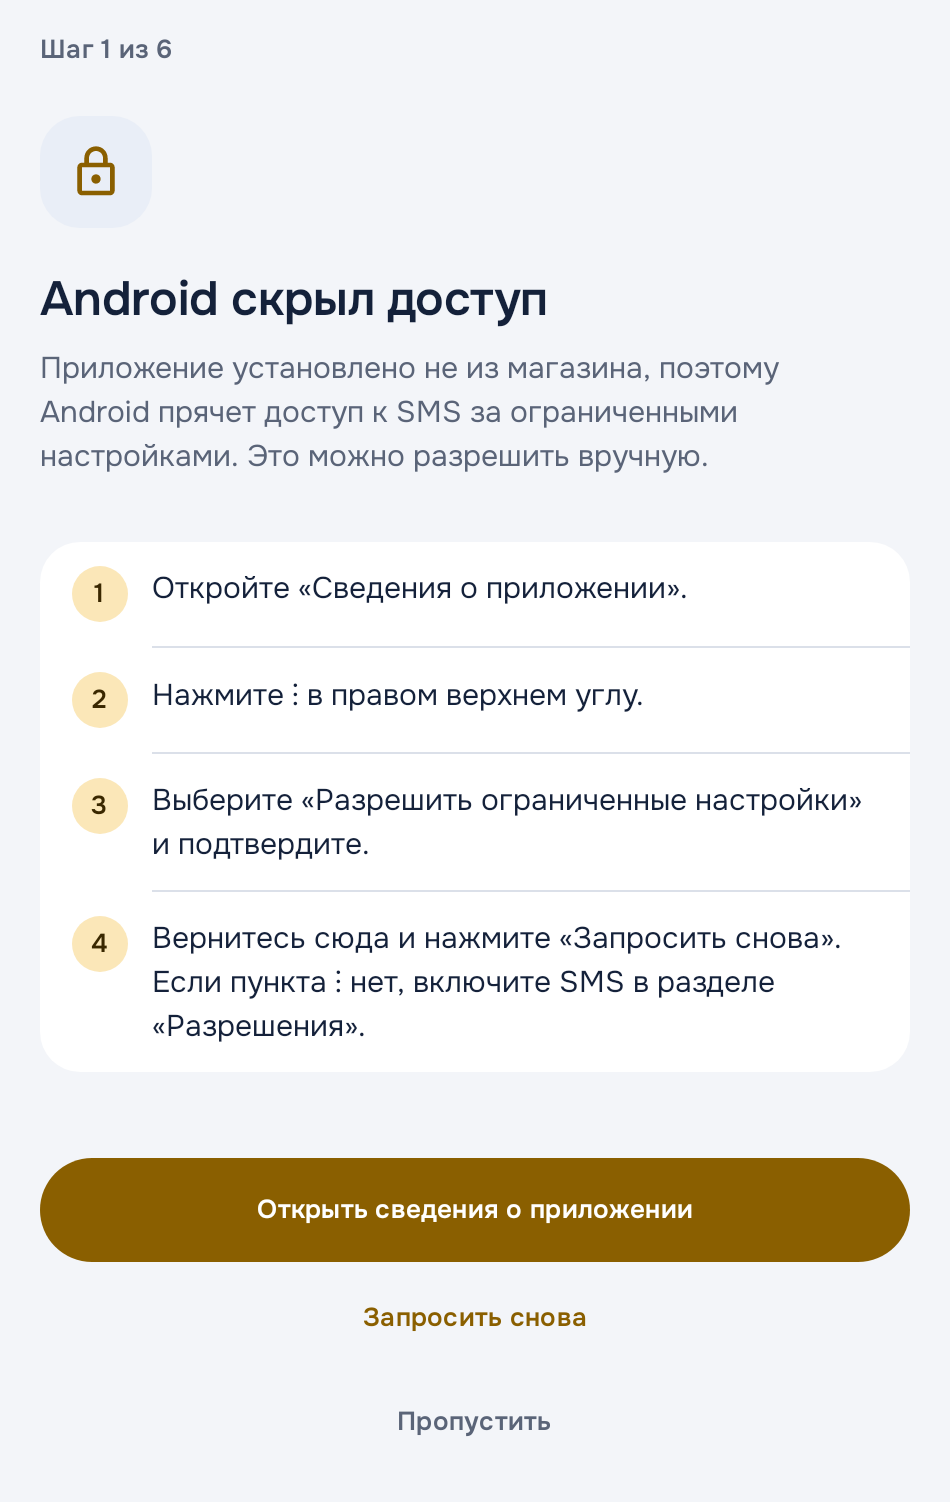 Шаг 1 из 6
Android скрыл доступ
Приложение установлено не из магазина, поэтому
Android прячет доступ к SMS за ограниченными
настройками. Это можно разрешить вручную.
1 Откройте «Сведения о приложении».
2 Нажмите ⋮ в правом верхнем углу.
3 Выберите «Разрешить ограниченные настройки»
и подтвердите.
4 Вернитесь сюда и нажмите «Запросить снова».
Если пункта ⋮ нет, включите SMS в разделе
«Разрешения».
Открыть сведения о приложении
Запросить снова
Пропустить